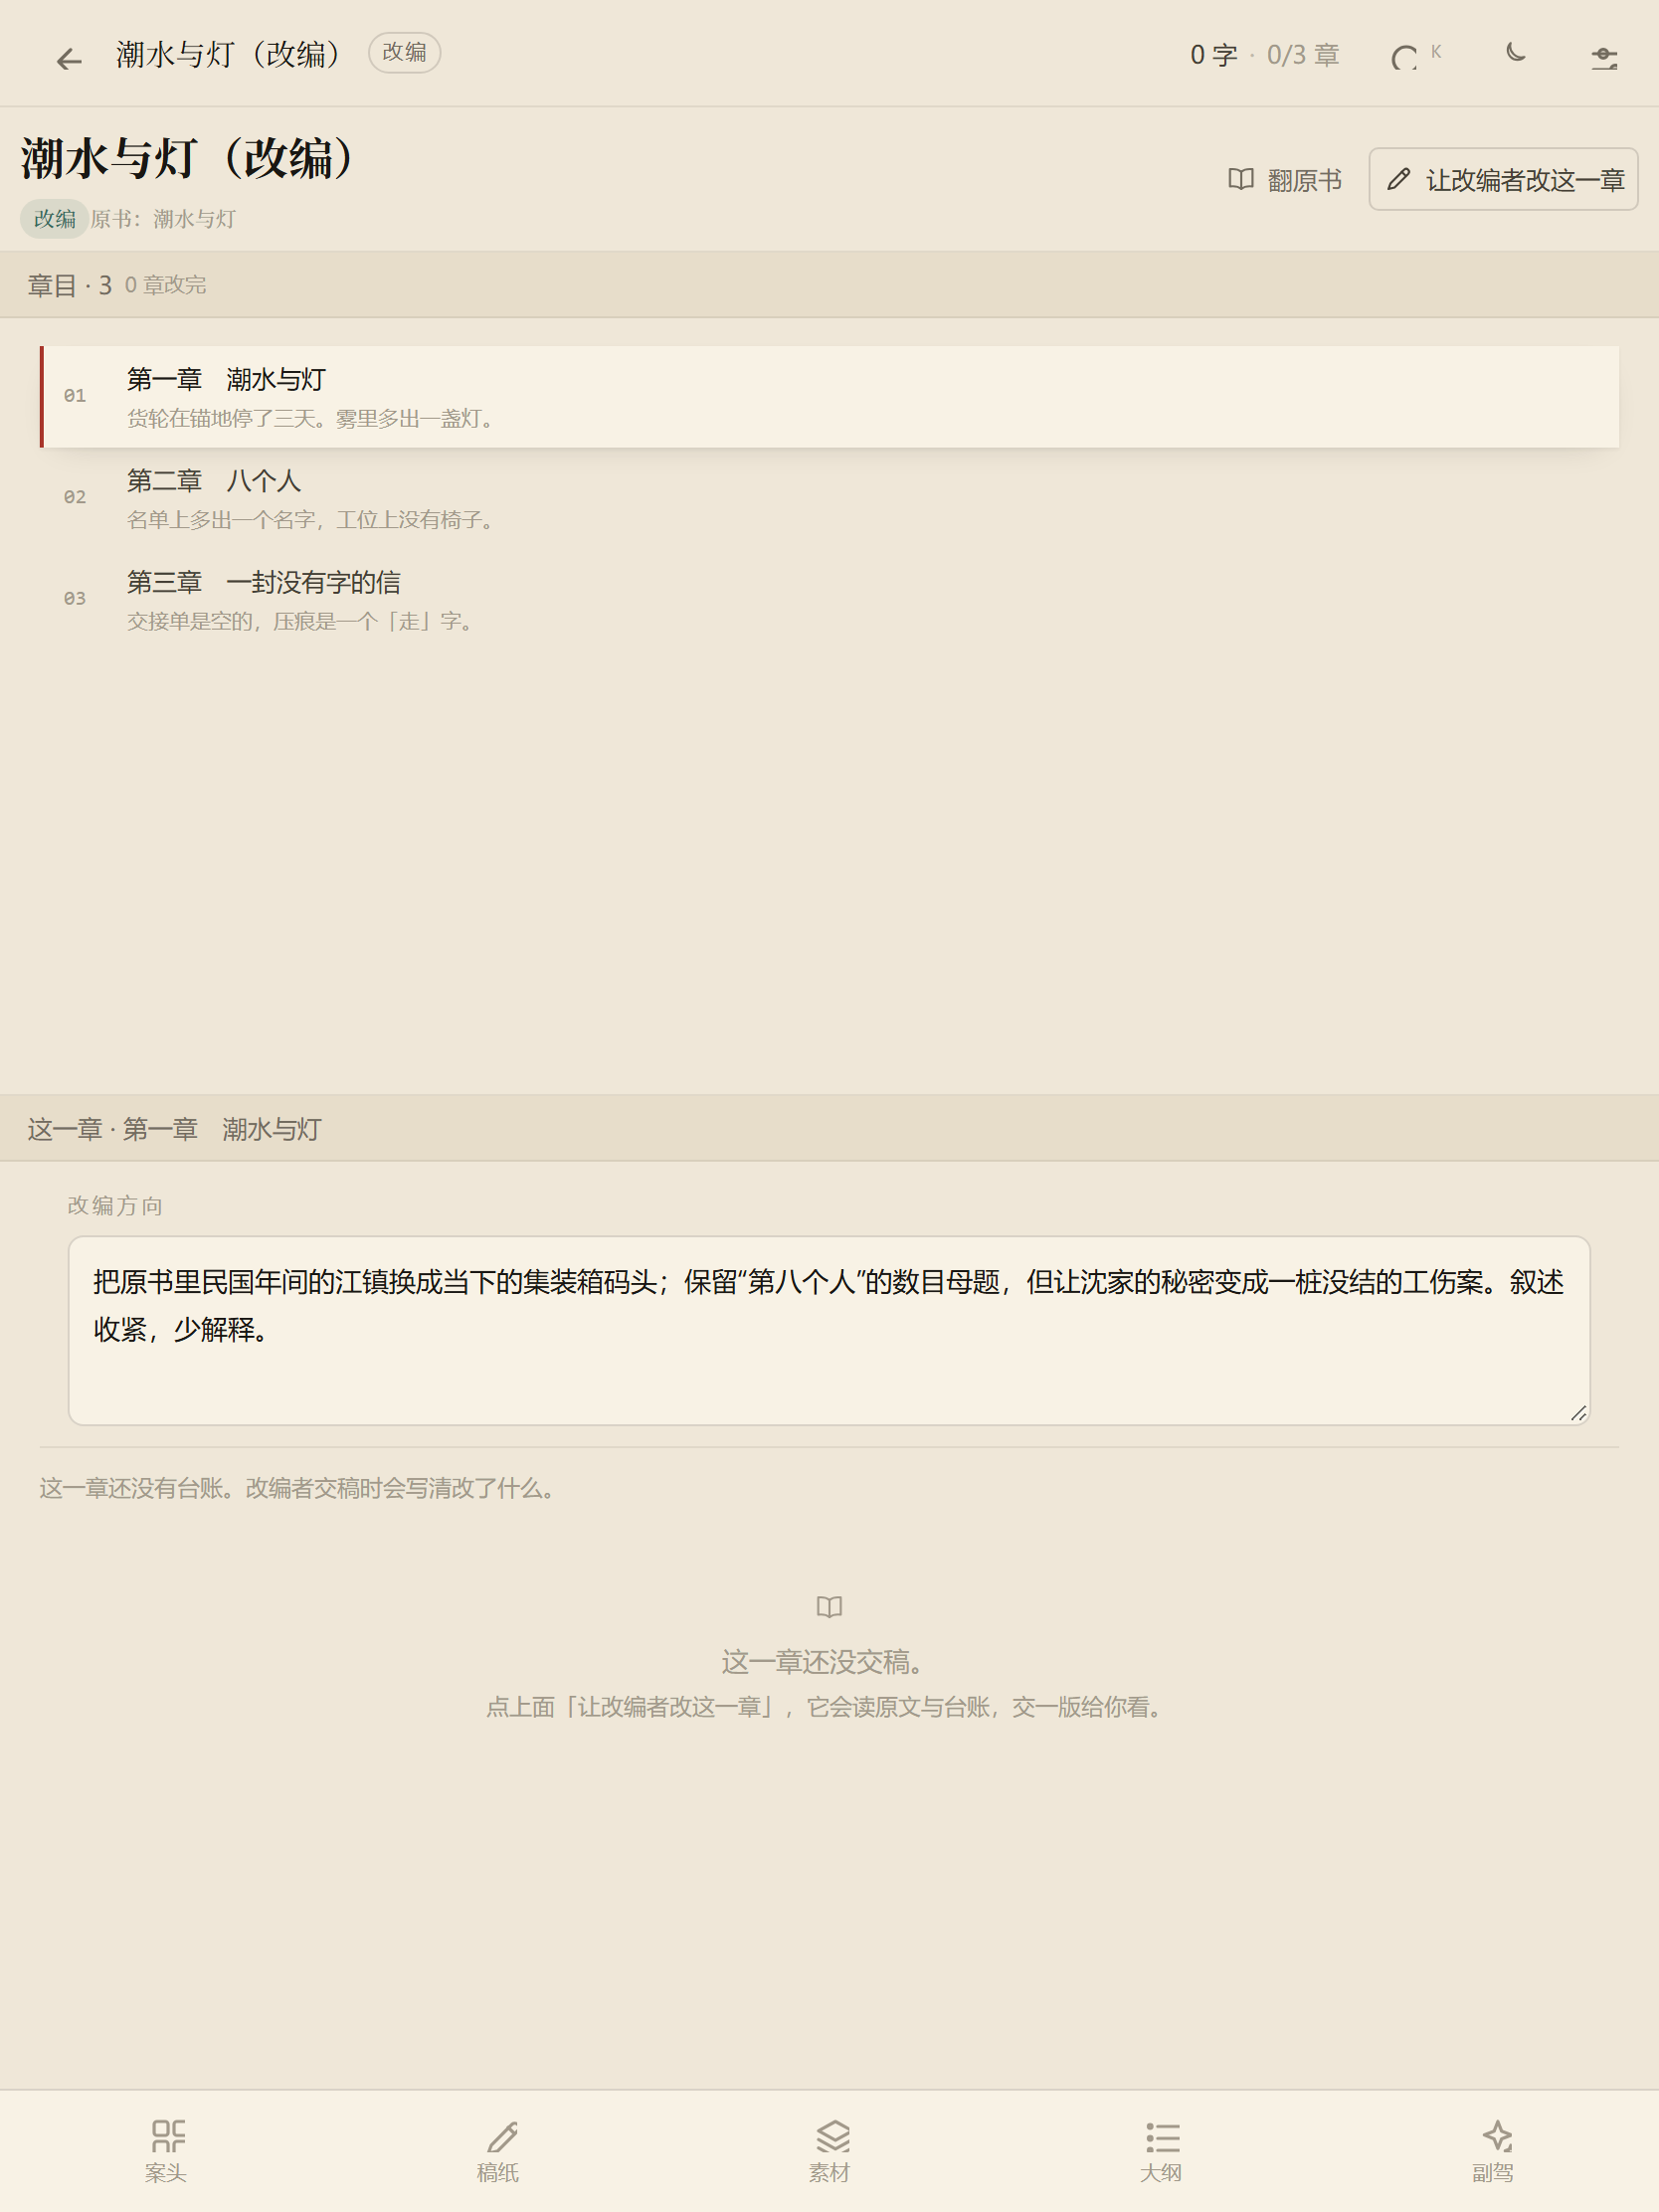 潮水与灯（改编） 改编 0 字 · 0/3 章 K
潮水与灯（改编）
改编 原书：潮水与灯
翻原书 让改编者改这一章
章目 · 3 0 章改完
01 第一章　潮水与灯
货轮在锚地停了三天。雾里多出一盏灯。
02 第二章　八个人
名单上多出一个名字，工位上没有椅子。
03 第三章　一封没有字的信
交接单是空的，压痕是一个「走」字。
这一章 · 第一章　潮水与灯
改编方向
把原书里民国年间的江镇换成当下的集装箱码头；保留“第八个人”的数目母题，但让沈家的秘密变成一桩没结的工伤案。叙述
收紧，少解释。
这一章还没有台账。改编者交稿时会写清改了什么。
这一章还没交稿。
点上面「让改编者改这一章」，它会读原文与台账，交一版给你看。
案头 稿纸 素材 大纲 副驾